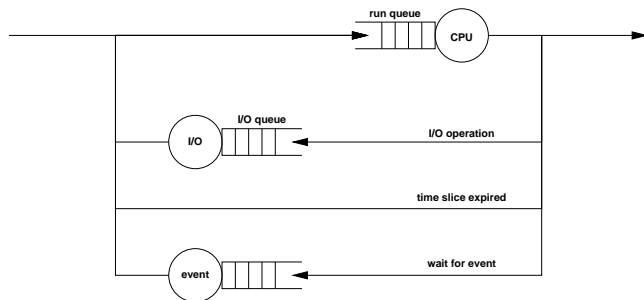 run queue
CPU
I/O queue
I/O
I/O operation
time slice expired
wait for event
event